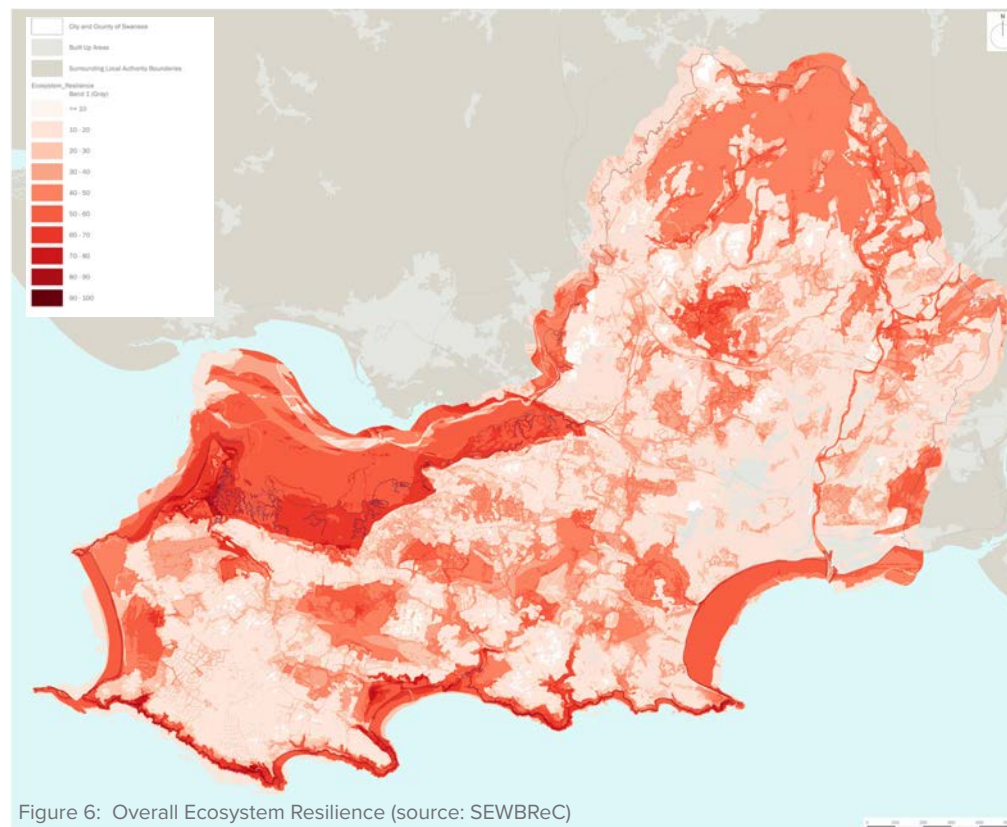 City and County of Swansea
Built Up Areas
Surrounding Local Authority Boundaries
Ecosystem_Resilience
Band 1 (Gray)
<= 10
10 - 20
20 - 30
30 - 40
40 - 50
50 - 60
60 - 70
70 - 80
80 - 90
90 - 100
N
Figure 6: Overall Ecosystem Resilience (source: SEWBReC)